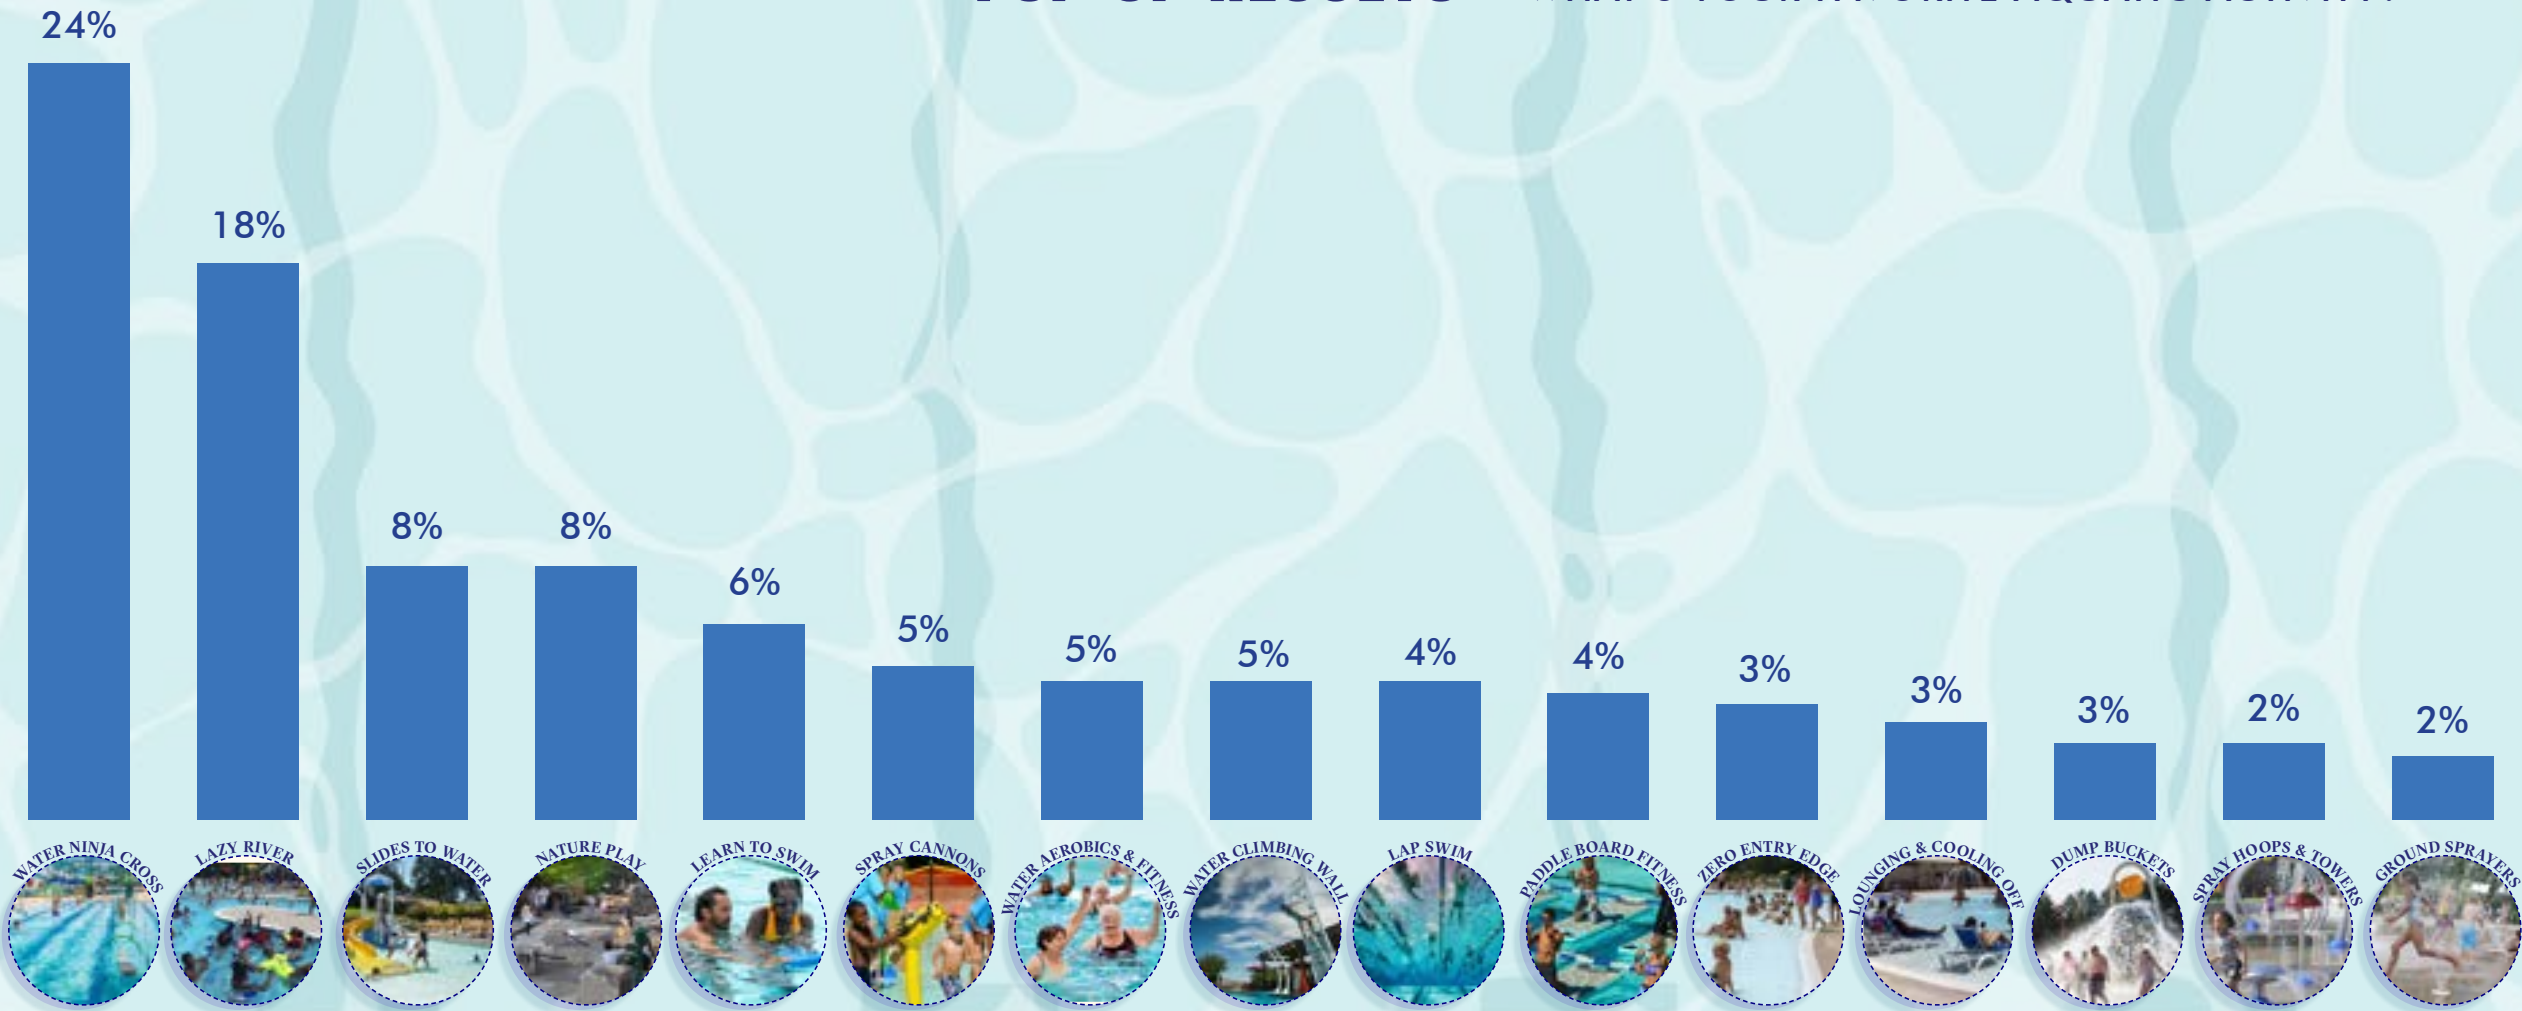 24%
18%
8%
8%
6%
5%
5%
5%
4%
4%
3%
3%
3%
2%
2%
WATER NINJA CROSS
LAZY RIVER
SLIDES TO WATER
NATURE PLAY
LEARN TO SWIM
SPRAY CANNONS
WATER AEROBICS & FITNESS
WATER CLIMBING WALL
LAP SWIM
PADDLE BOARD FITNESS
ZERO ENTRY EDGE
LOUNGING & COOLING OFF
DUMP BUCKETS
SPRAY HOOPS & TOWERS
GROUND SPRAYERS